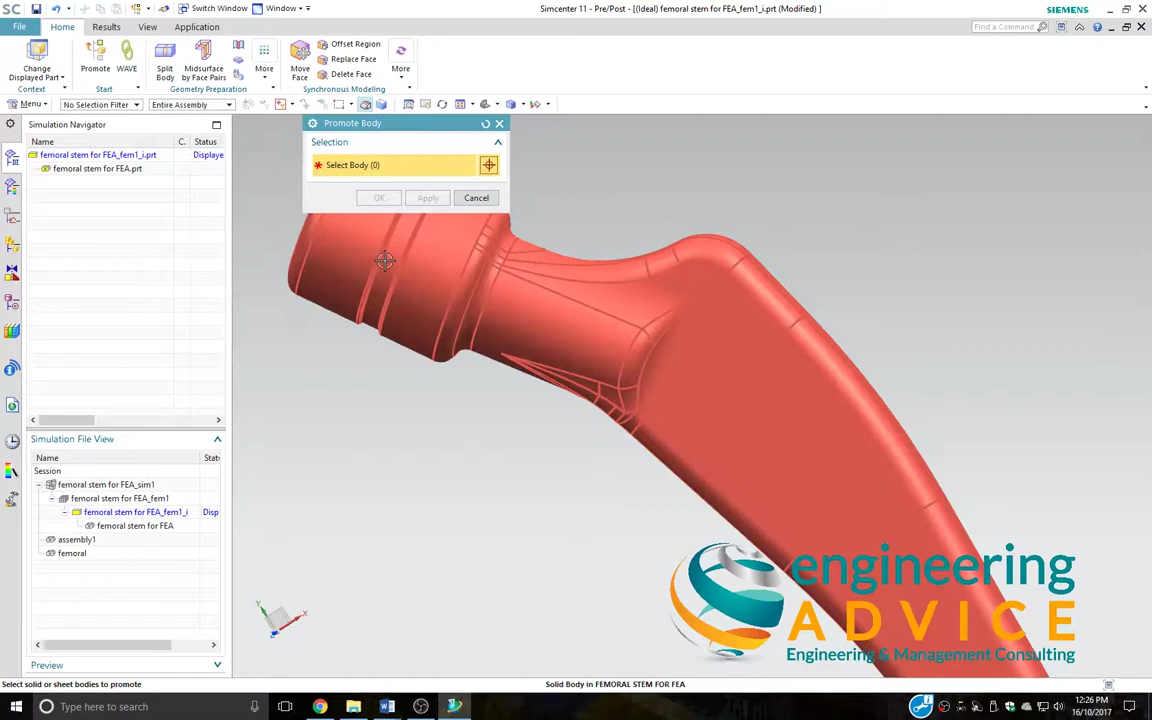 SC
Switch Window
Window
Simcenter 11 - Pre/Post - [(Ideal) femoral stem for FEA_fem1_i.prt (Modified) ]
SIEMENS
File
Home
Results
View
Application
Find a Command
Change
Displayed Part
Promote
WAVE
Split
Body
Midsurface
by Face Pairs
More
Move
Face
Offset Region
Replace Face
Delete Face
More
Context
Start
Geometry Preparation
Synchronous Modeling
Menu
No Selection Filter
Entire Assembly
Simulation Navigator
Name
C.
Status
femoral stem for FEA_fem1_i.prt
Displaye
femoral stem for FEA.prt
Promote Body
Selection
Select Body (0)
OK
Apply
Cancel
Simulation File View
Name
Stat
Session
femoral stem for FEA_sim1
femoral stem for FEA_fem1
femoral stem for FEA_fem1_i
Disp
femoral stem for FEA
assembly1
femoral
Preview
Y
X
Z
engineering
ADVICE
Engineering & Management Consulting
Select solid or sheet bodies to promote
Solid Body in FEMORAL STEM FOR FEA
Type here to search
12:26 PM
16/10/2017